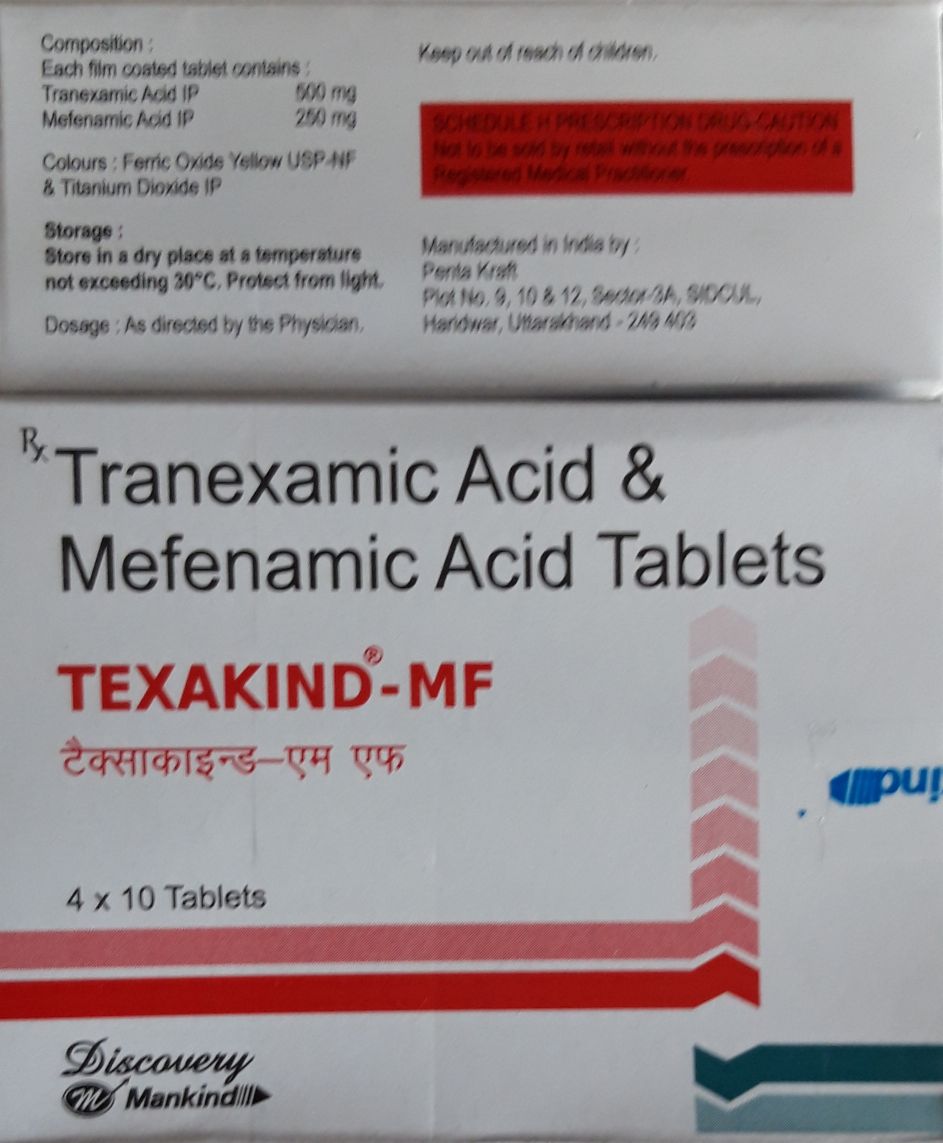 Composition :
Each film coated tablet contains :
Tranexamic Acid IP 500 mg
Mefenamic Acid IP 250 mg
Colours : Ferric Oxide Yellow USP-NF
& Titanium Dioxide IP
Storage :
Store in a dry place at a temperature
not exceeding 30°C. Protect from light.
Dosage : As directed by the Physician.
Keep out of reach of children.
SCHEDULE H PRESCRIPTION DRUG-CAUTION
Not to be sold by retail without the prescription of a
Registered Medical Practitioner.
Manufactured in India by :
Penta Kraft
Plot No. 9, 10 & 12, Sector-3A, SIDCUL,
Haridwar, Uttarakhand - 249 403
Rx Tranexamic Acid &
Mefenamic Acid Tablets
TEXAKIND®-MF
टैक्साकाइन्ड–एम एफ
4 x 10 Tablets
Discovery
Mankind